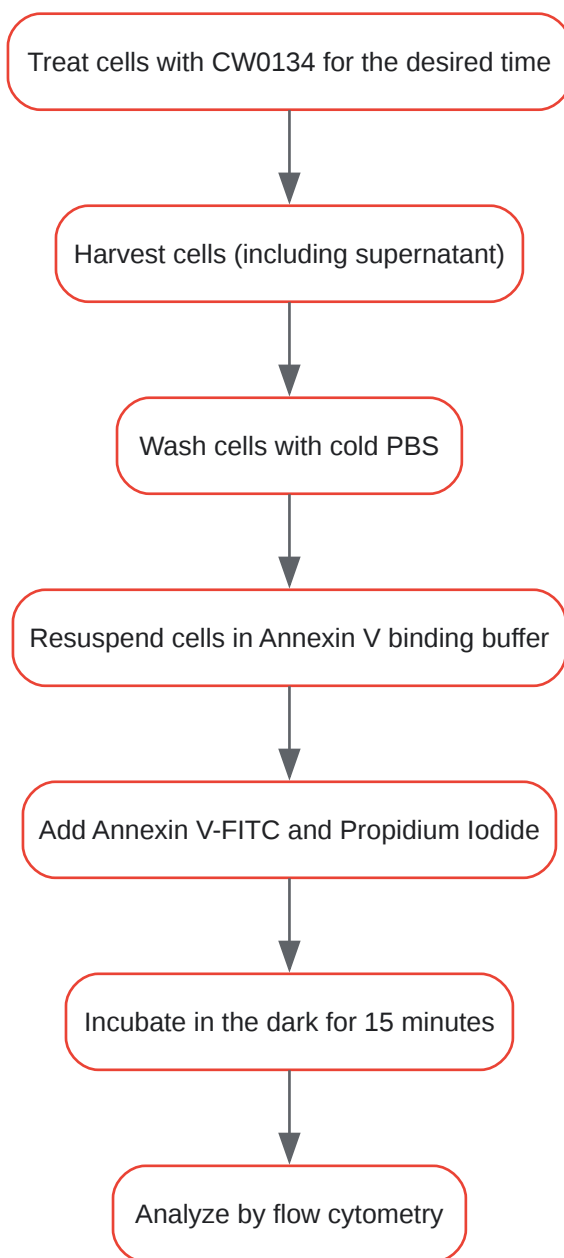 Treat cells with CW0134 for the desired time
Harvest cells (including supernatant)
Wash cells with cold PBS
Resuspend cells in Annexin V binding buffer
Add Annexin V-FITC and Propidium Iodide
Incubate in the dark for 15 minutes
Analyze by flow cytometry